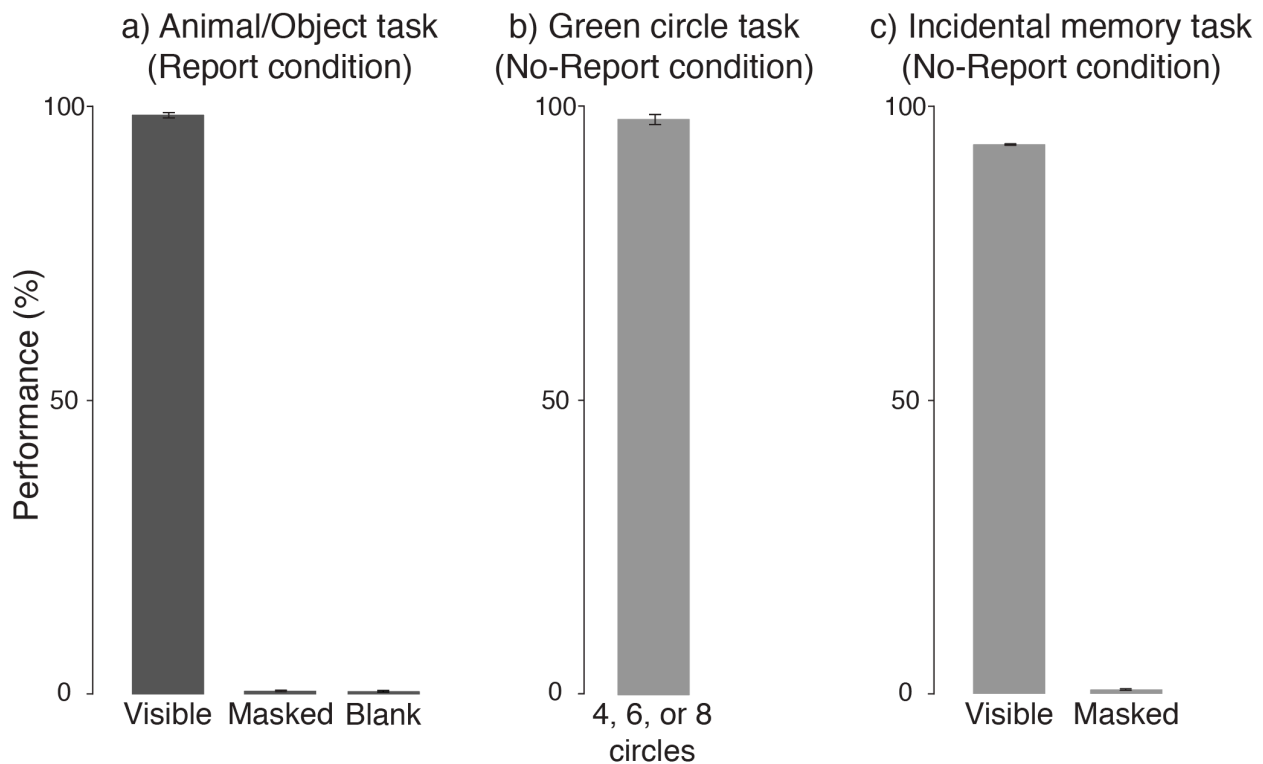 a) Animal/Object task
(Report condition)
b) Green circle task
(No-Report condition)
c) Incidental memory task
(No-Report condition)
Performance (%)
100
50
0
Visible Masked Blank
100
50
0
4, 6, or 8
circles
100
50
0
Visible Masked